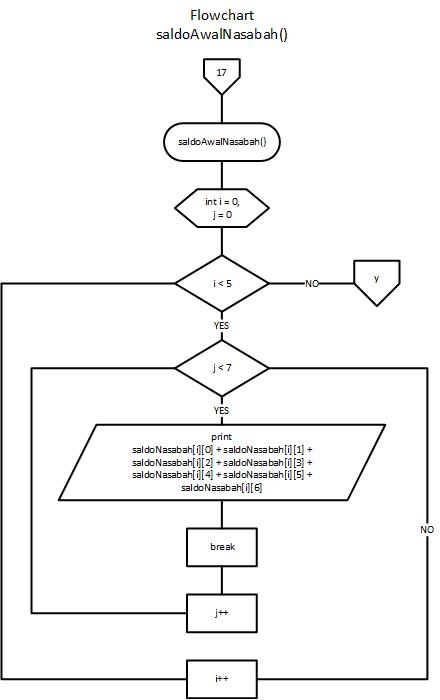 Flowchart
saldoAwalNasabah()
17
saldoAwalNasabah()
int i = 0,
j = 0
i < 5
NO
y
YES
j < 7
YES
print
saldoNasabah[i][0] + saldoNasabah[i][1] +
saldoNasabah[i][2] + saldoNasabah[i][3] +
saldoNasabah[i][4] + saldoNasabah[i][5] +
saldoNasabah[i][6]
NO
break
j++
i++